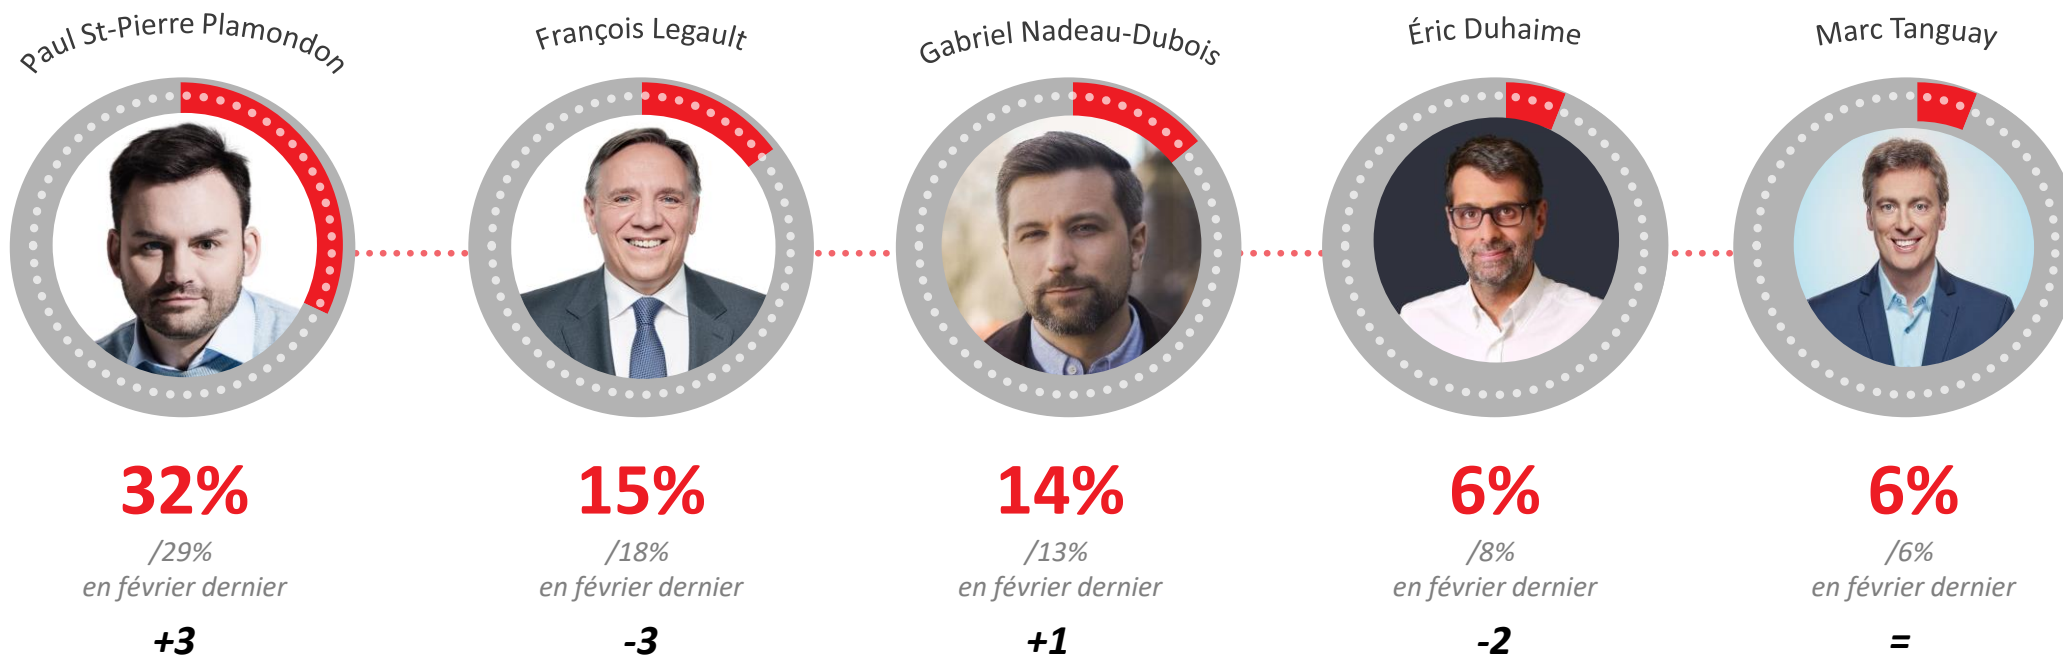 Paul St-Pierre Plamondon
François Legault
Gabriel Nadeau-Dubois
Éric Duhaime
Marc Tanguay
32%
15%
14%
6%
6%
/29%
/18%
/13%
/8%
/6%
en février dernier
en février dernier
en février dernier
en février dernier
en février dernier
+3
-3
+1
-2
=